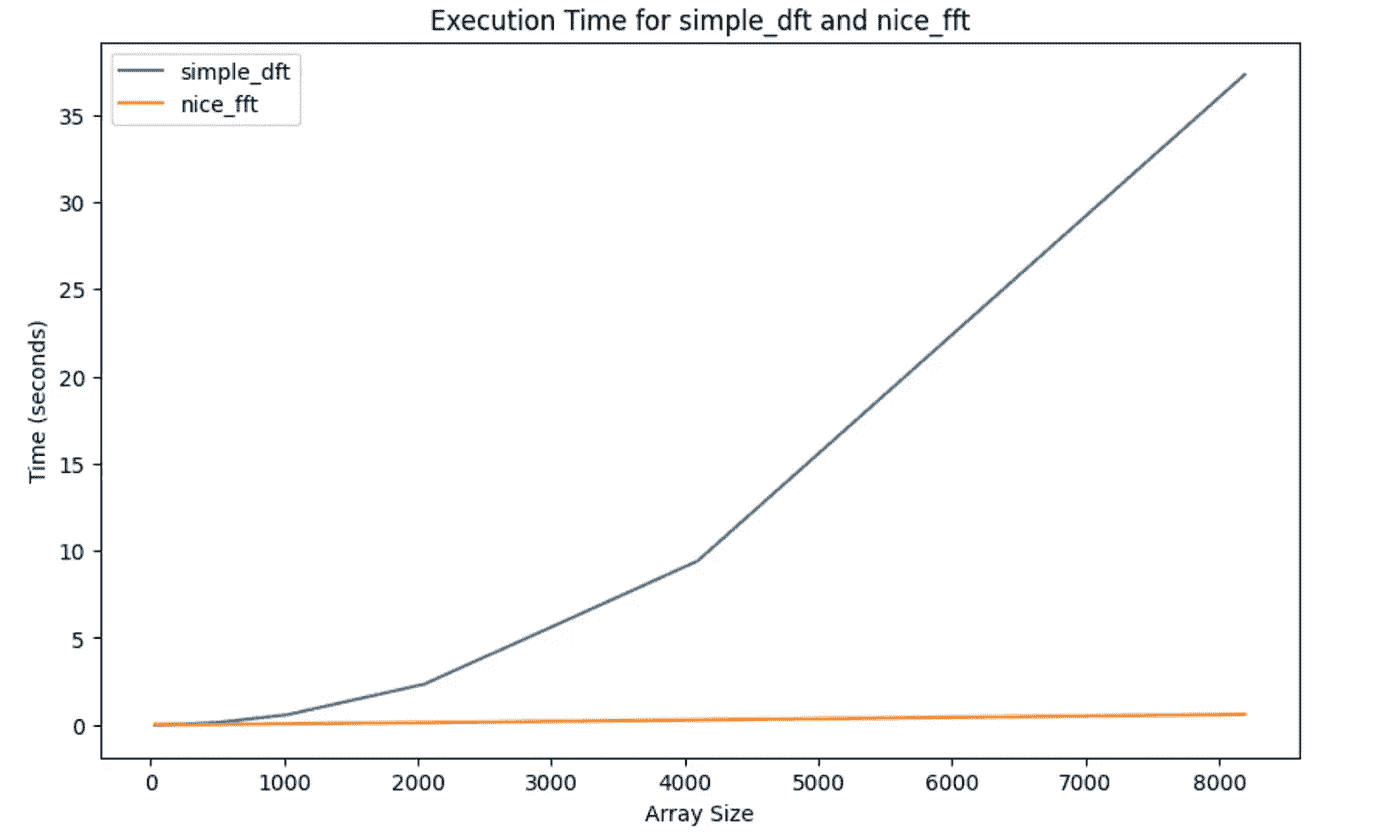 Execution Time for simple_dft and nice_fft
simple_dft
nice_fft
Time (seconds)
35
30
25
20
15
10
5
0
0 1000 2000 3000 4000 5000 6000 7000 8000
Array Size